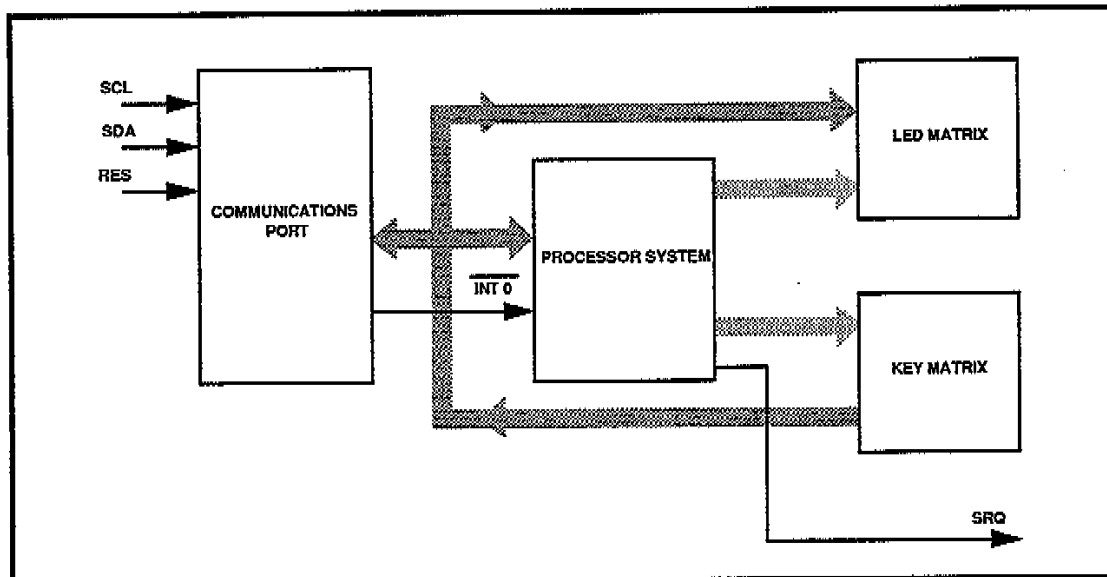 SCL
SDA
RES
COMMUNICATIONS
PORT
INT 0
PROCESSOR SYSTEM
LED MATRIX
KEY MATRIX
SRQ